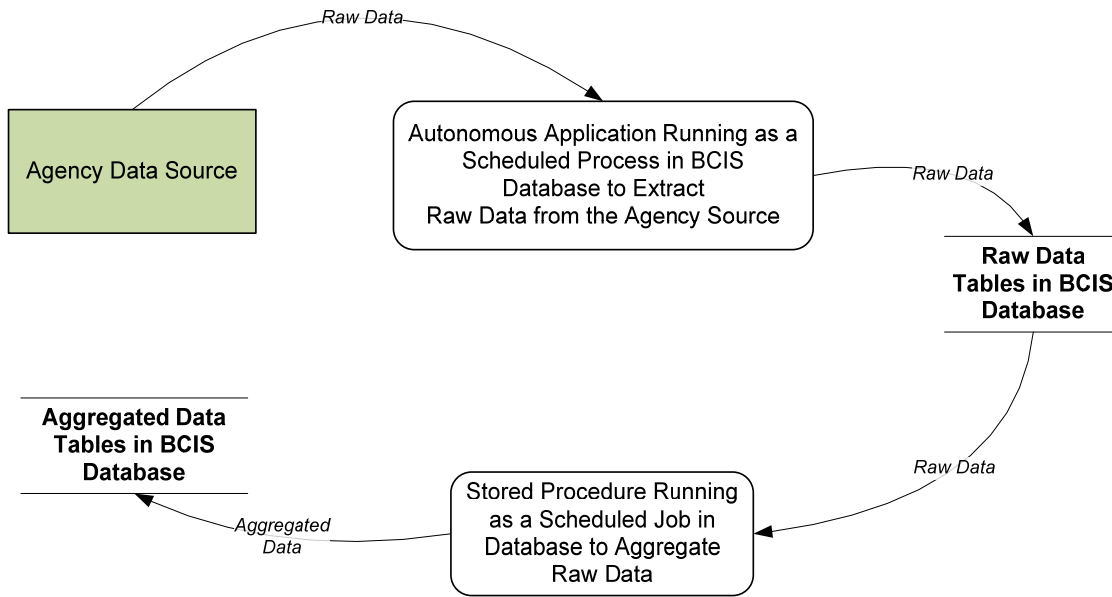 Raw Data
Agency Data Source
Autonomous Application Running as a
Scheduled Process in BCIS
Database to Extract
Raw Data from the Agency Source
Raw Data
Raw Data
Tables in BCIS
Database
Raw Data
Stored Procedure Running
as a Scheduled Job in
Database to Aggregate
Raw Data
Aggregated
Data
Aggregated Data
Tables in BCIS
Database